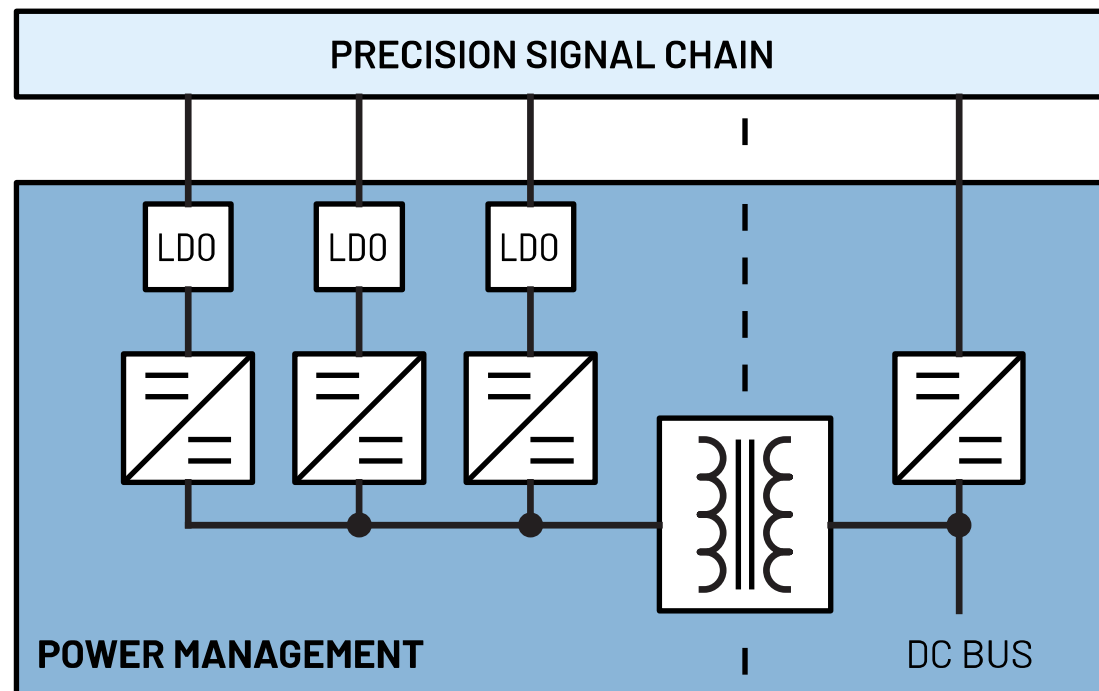 PRECISION SIGNAL CHAIN
LDO
LDO
LDO
POWER MANAGEMENT
DC BUS